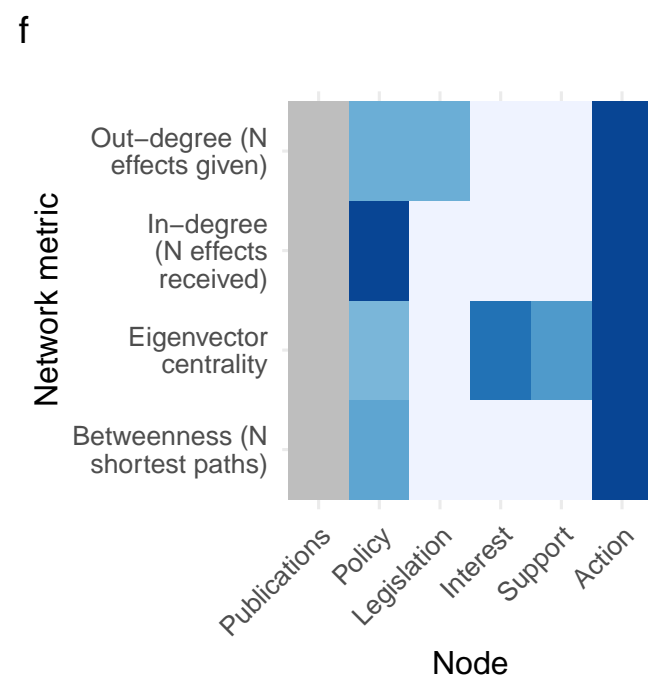 f
Out−degree (N
effects given)
In−degree
(N effects
received)
Eigenvector
centrality
Betweenness (N
shortest paths)
Network metric
Publications
Policy
Legislation
Interest
Support
Action
Node